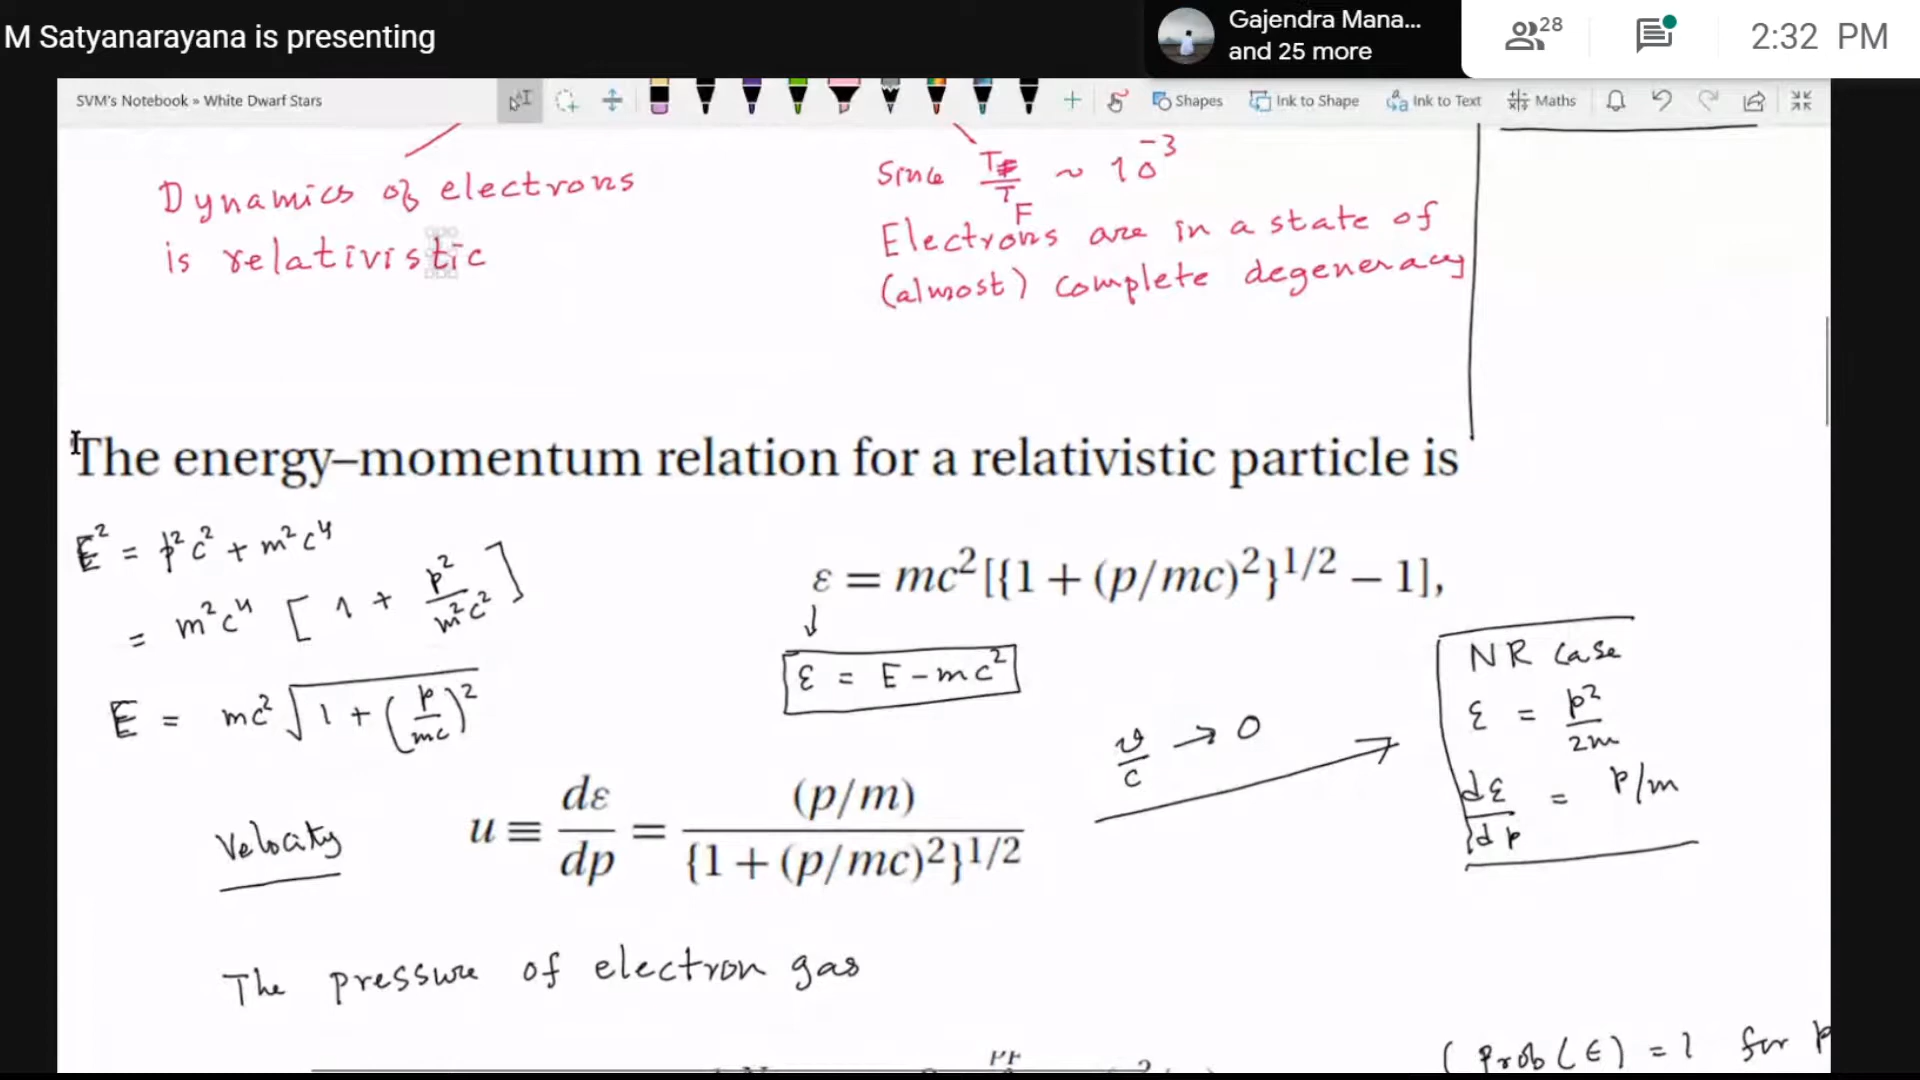 M Satyanarayana is presenting
Gajendra Mana...
and 25 more
28
2:32 PM
SVM's Notebook » White Dwarf Stars
Shapes
Ink to Shape
Ink to Text
Maths
Dynamics of electrons
is relativistic
Since T/T_F ~ 10^-3
Electrons are in a state of
(almost) complete degeneracy
The energy–momentum relation for a relativistic particle is
E² = p²c² + m²c⁴
= m²c⁴ [ 1 + p²/m²c² ]
E = mc² √(1 + (p/mc)²)
ε = mc²[{1 + (p/mc)²}^1/2 − 1],
ε = E − mc²
v/c → 0
NR Case
ε = p²/2m
dε/dp = p/m
Velocity
u ≡ dε/dp = (p/m)/{1 + (p/mc)²}^1/2
The pressure of electron gas
( Prob(ε) = 1 for p